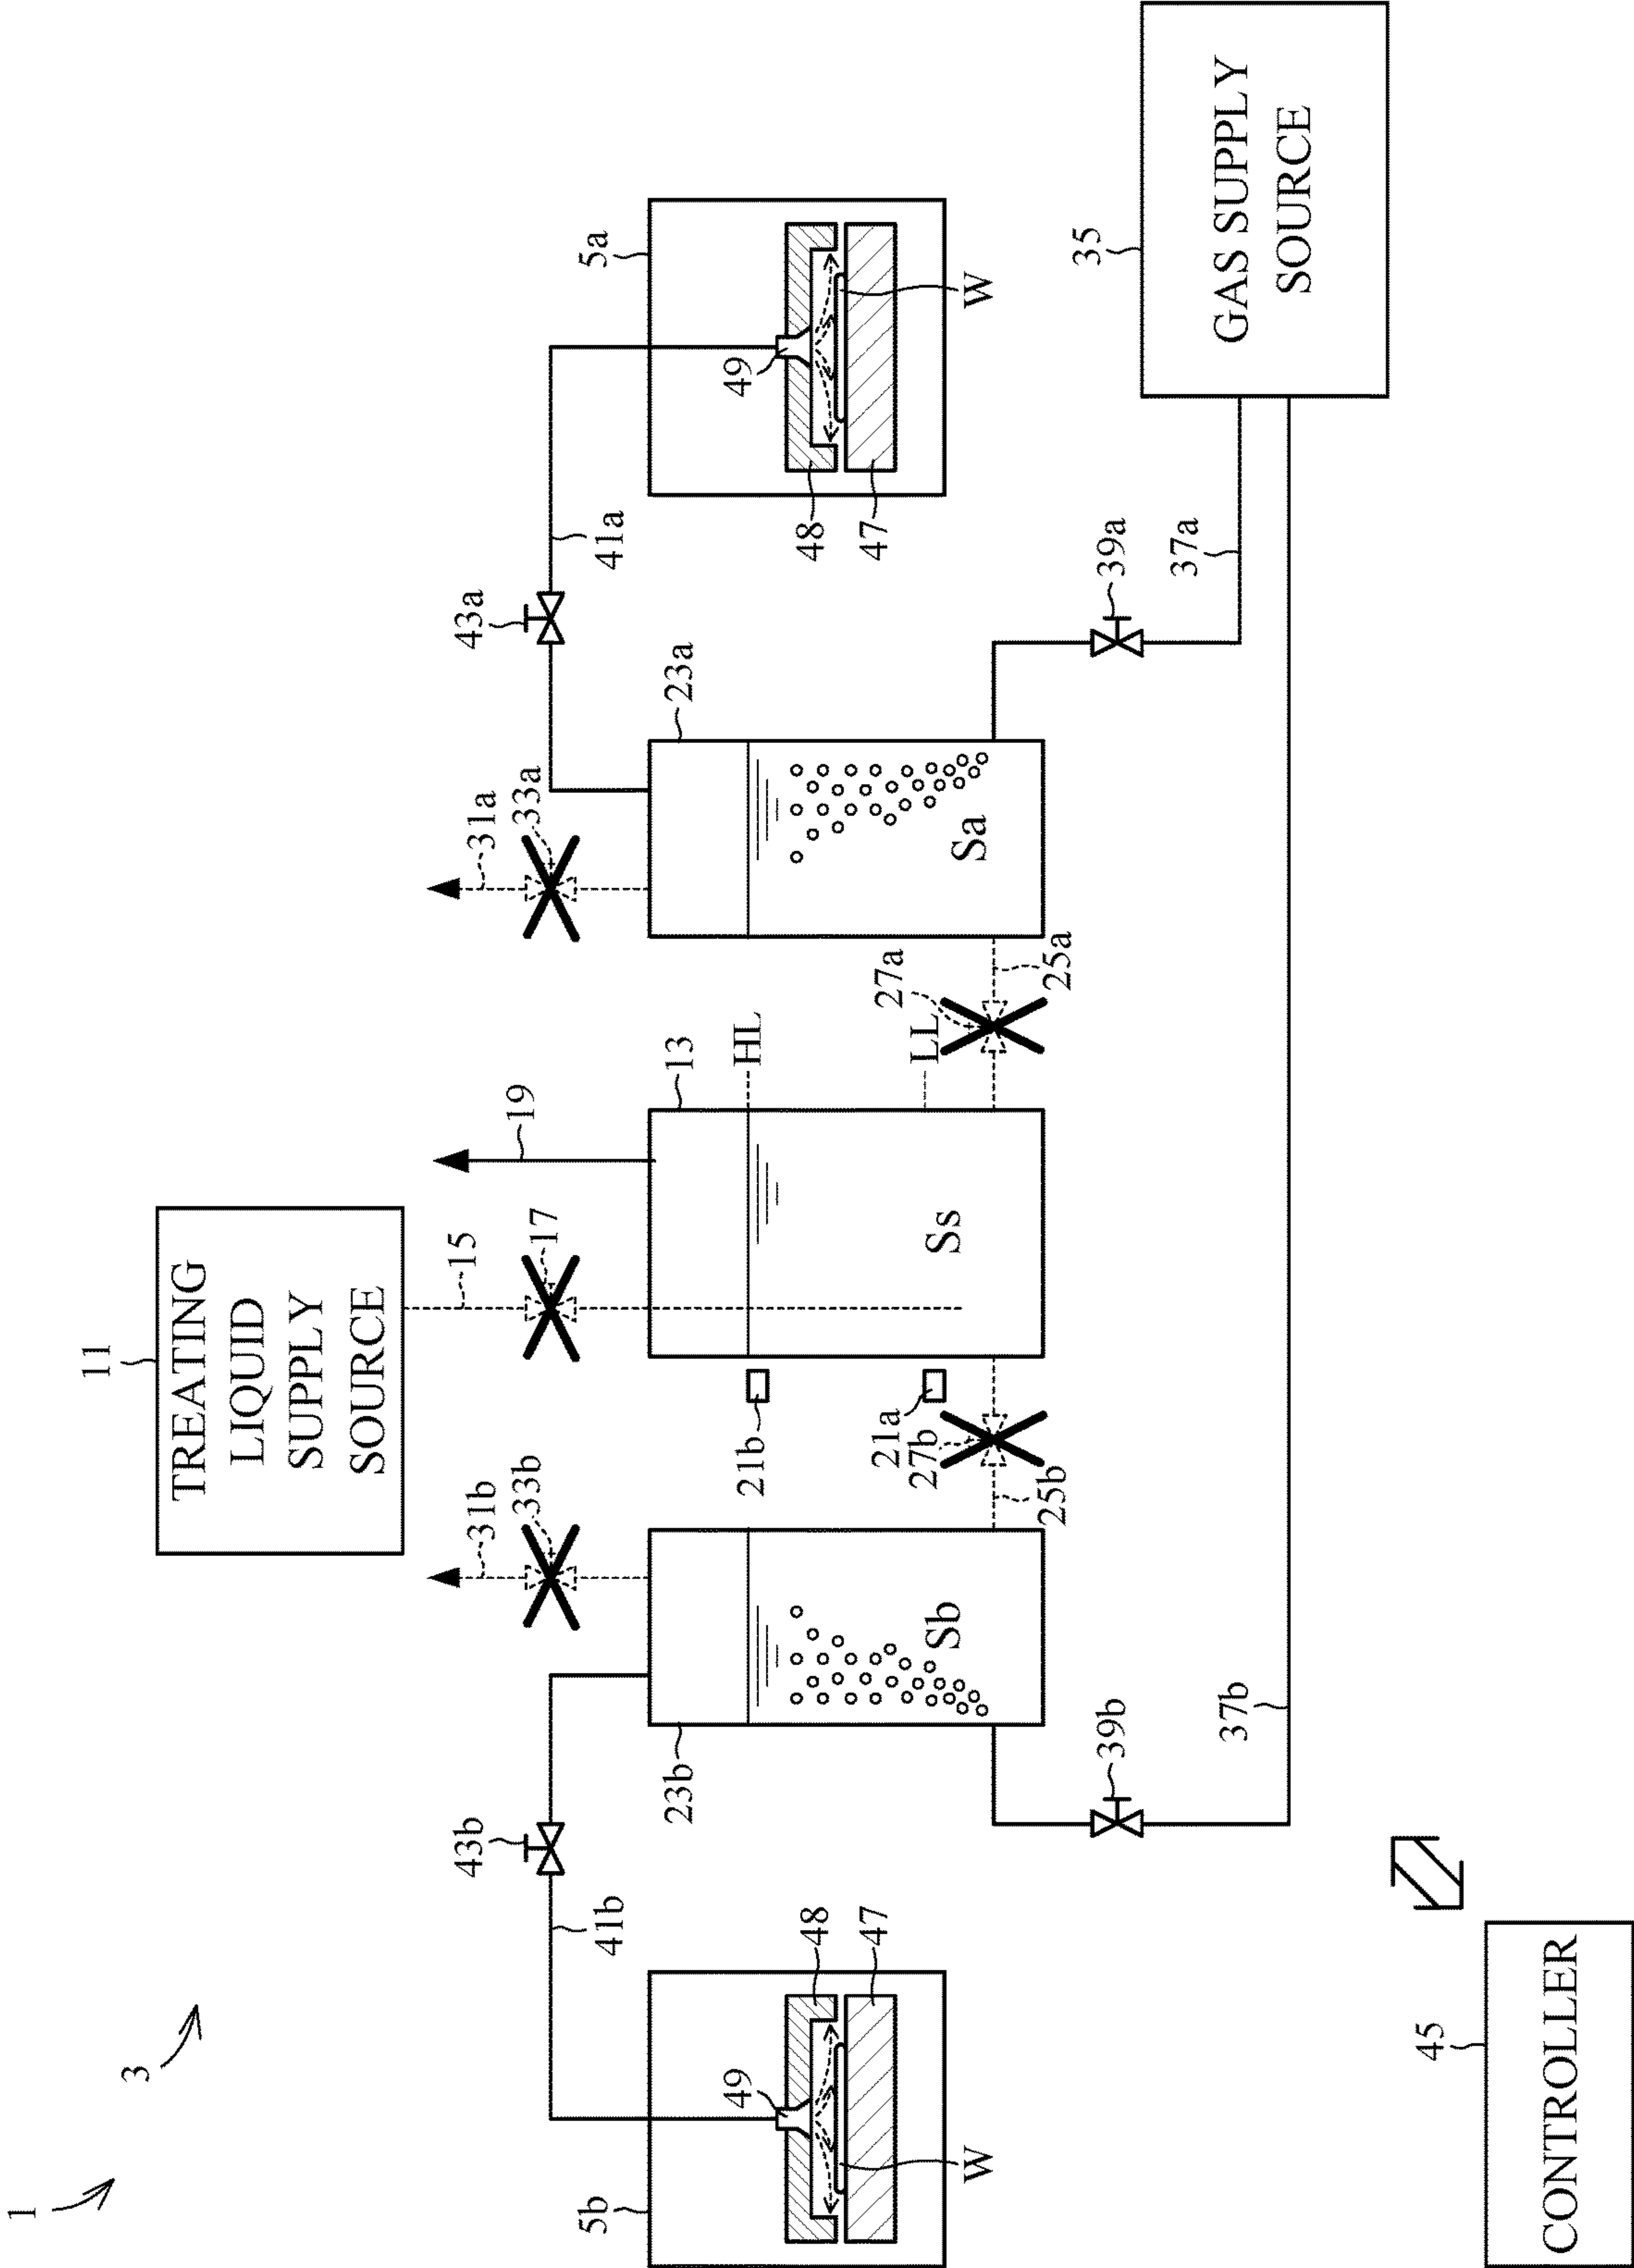 1
3
11
TREATING
LIQUID
SUPPLY
SOURCE
15
17
19
31b
33b
31a
33a
43b
41b
43a
41a
5b
49
48
47
W
23b
Sb
21b
21a
27b
25b
13
HL
LL
Ss
27a
25a
23a
Sa
5a
49
48
47
W
39b
37b
39a
37a
35
GAS SUPPLY
SOURCE
45
CONTROLLER